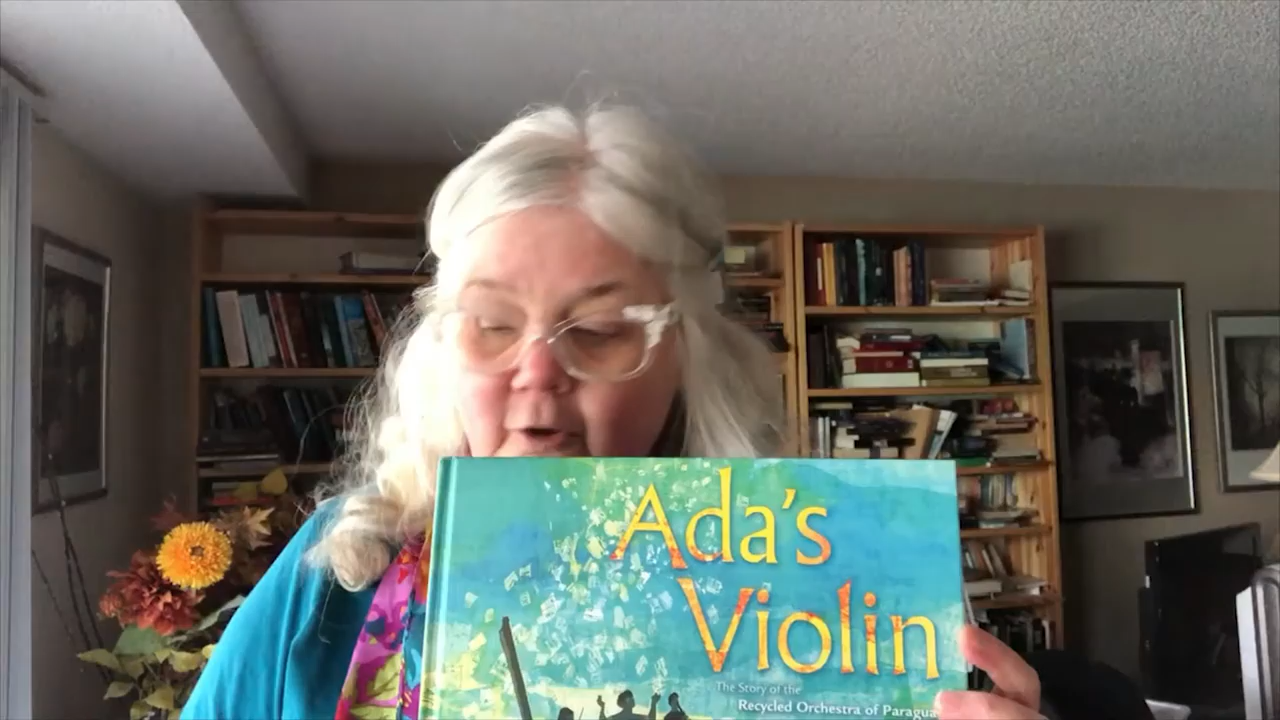 Ada's
Violin
The Story of the
Recycled Orchestra of Paragua